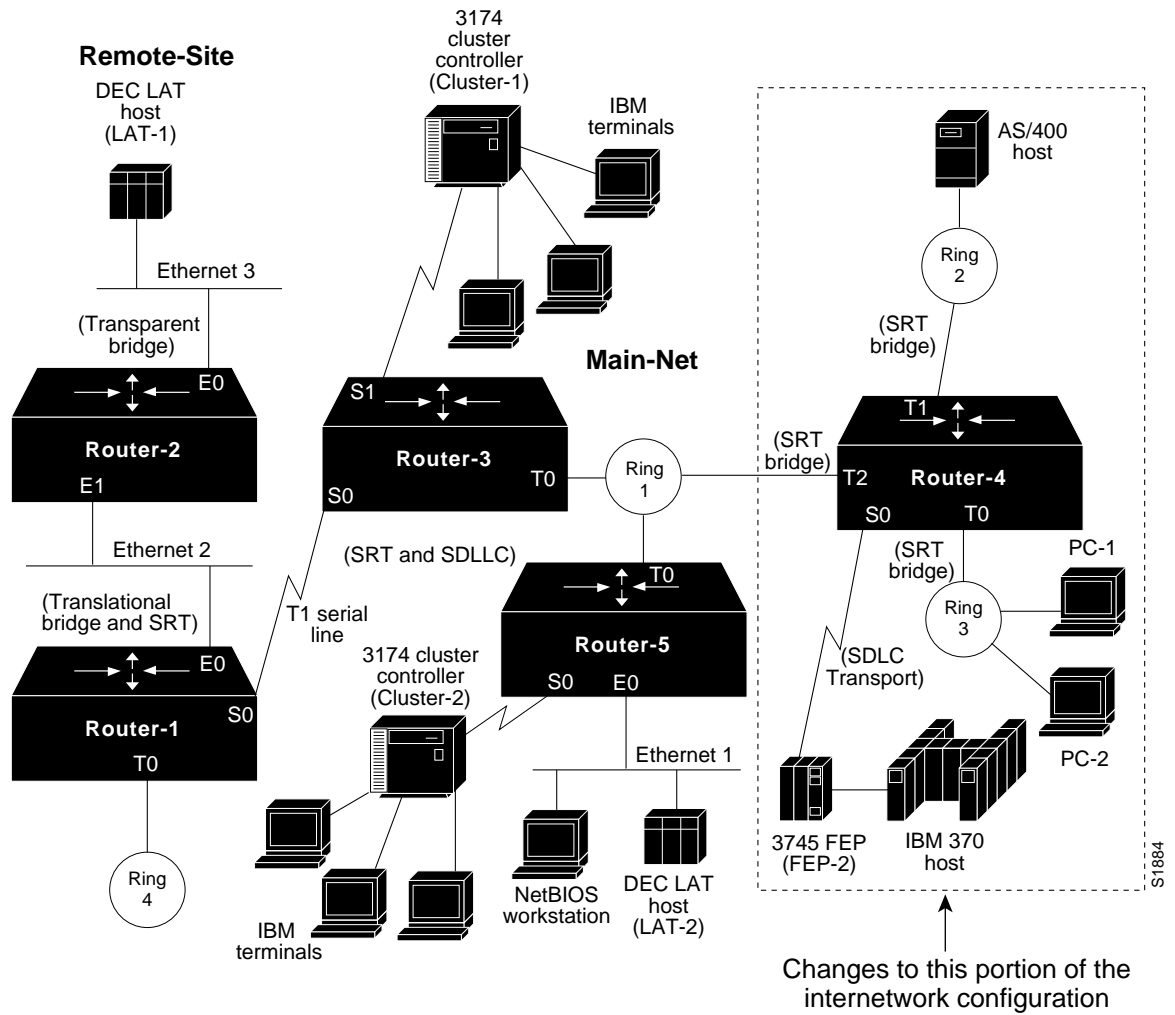 Remote-Site
DEC LAT
host
(LAT-1)
Ethernet 3
(Transparent
bridge)
E0
Router-2
E1
Ethernet 2
(Translational
bridge and SRT)
E0
S0
Router-1
T0
Ring
4
3174
cluster
controller
(Cluster-1)
IBM
terminals
Main-Net
S1
Router-3
T0
S0
Ring
1
T1 serial
line
(SRT and SDLLC)
T0
Router-5
S0
E0
3174 cluster
controller
(Cluster-2)
IBM
terminals
Ethernet 1
NetBIOS
workstation
DEC LAT
host
(LAT-2)
AS/400
host
Ring
2
(SRT
bridge)
T1
(SRT
bridge)
T2
Router-4
S0
T0
(SRT
bridge)
PC-1
Ring
3
(SDLC
Transport)
PC-2
3745 FEP
(FEP-2)
IBM 370
host
S1884
Changes to this portion of the
internetwork configuration